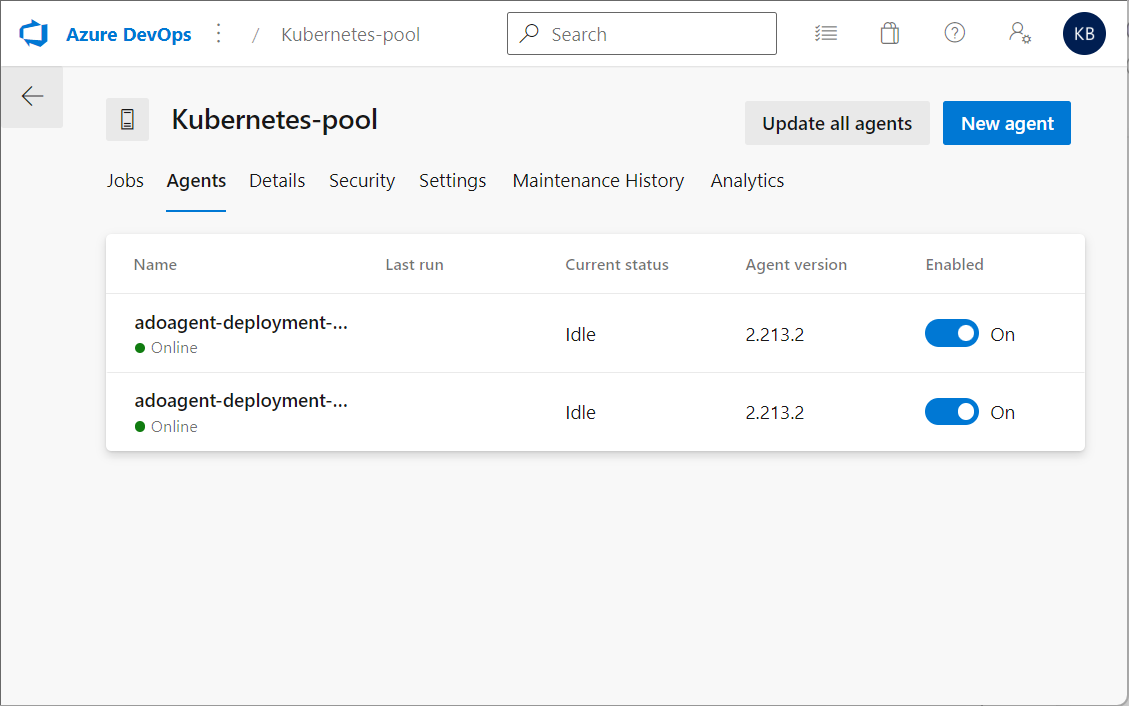 Azure DevOps / Kubernetes-pool Search KB
Kubernetes-pool Update all agents New agent
Jobs Agents Details Security Settings Maintenance History Analytics
Name Last run Current status Agent version Enabled
adoagent-deployment-...
Online Idle 2.213.2 On
adoagent-deployment-...
Online Idle 2.213.2 On